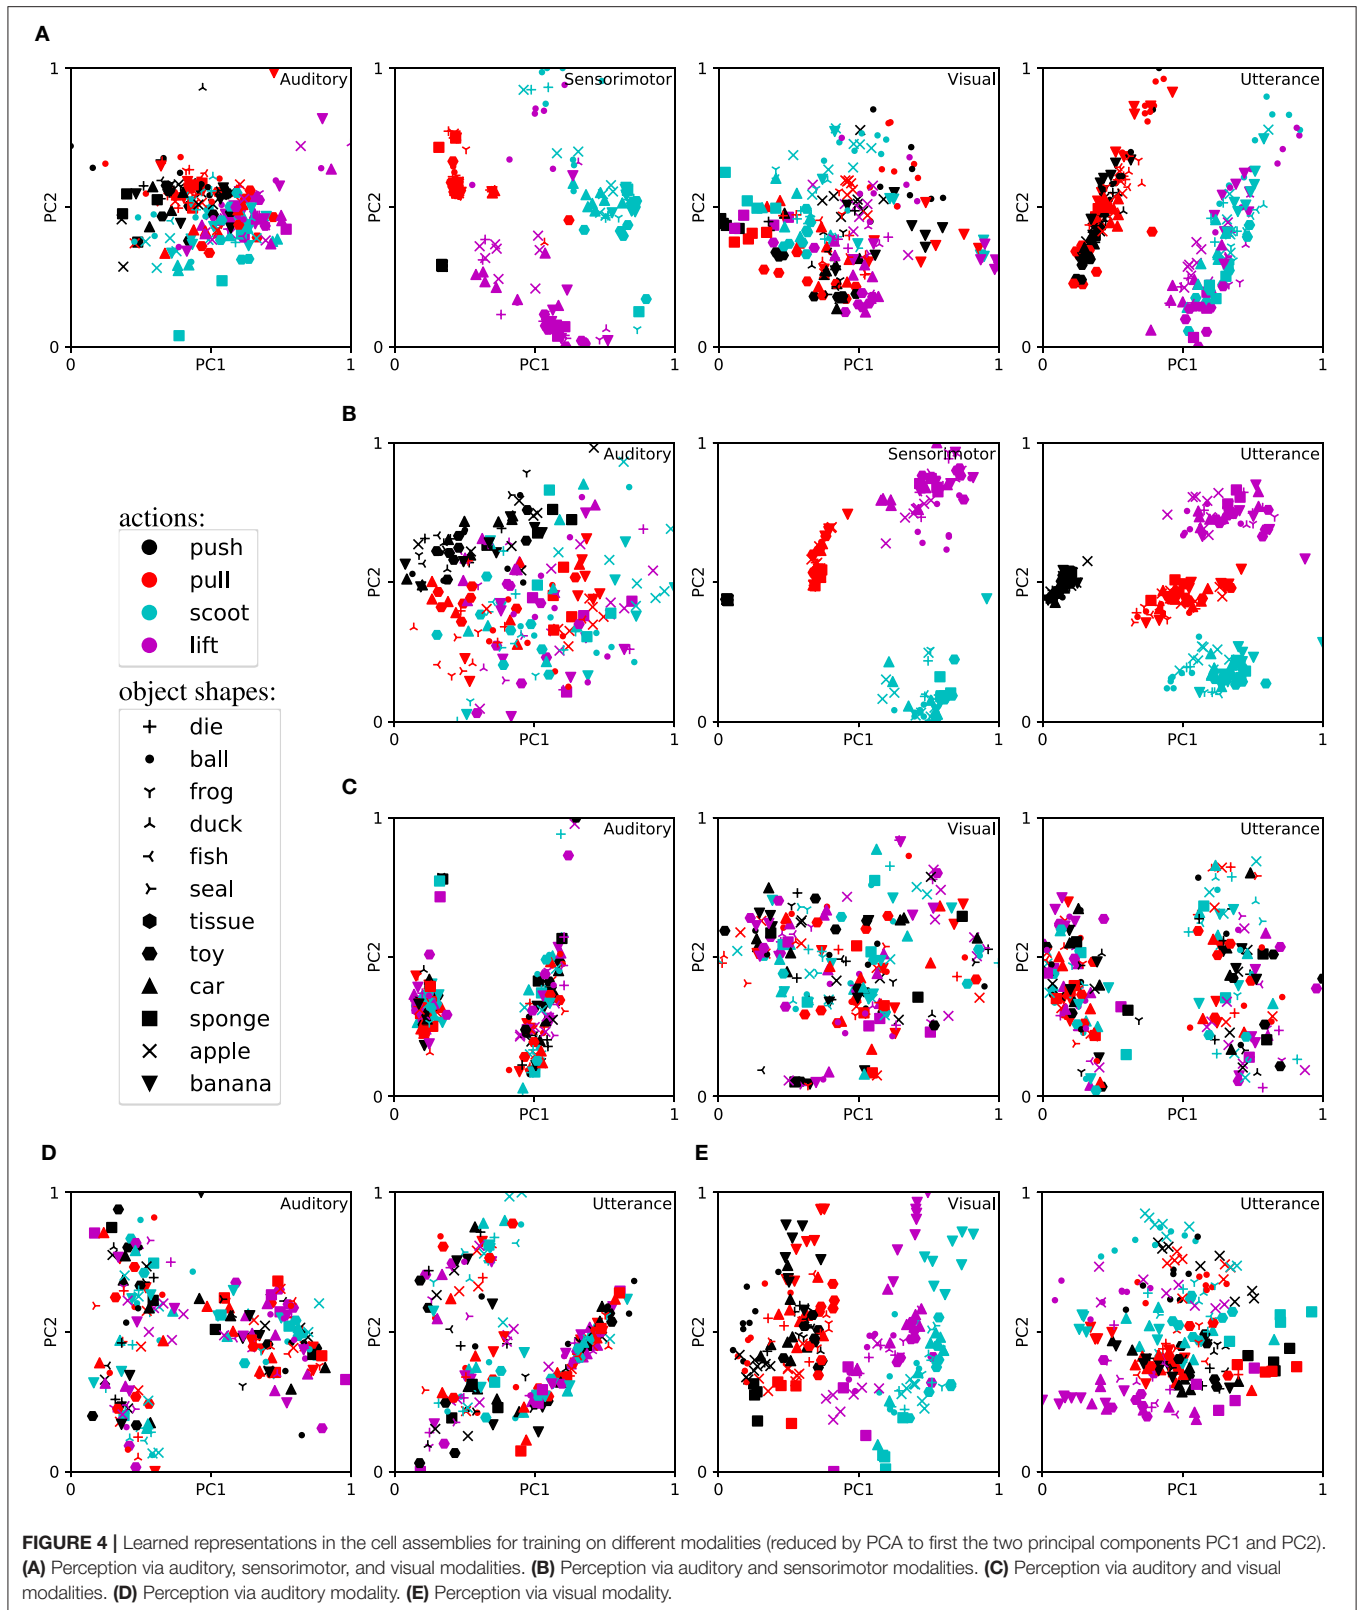 A
1
Auditory
Sensorimotor
Visual
Utterance
PC2
0
0 PC1 1
1
PC2
0
0 PC1 1
1
PC2
0
0 PC1 1
1
PC2
0
0 PC1 1
B
1
Auditory
PC2
0
0 PC1 1
1
Sensorimotor
PC2
0
0 PC1 1
1
Utterance
PC2
0
0 PC1 1
actions:
push
pull
scoot
lift
object shapes:
die
ball
frog
duck
fish
seal
tissue
toy
car
sponge
apple
banana
C
1
Auditory
PC2
0
0 PC1 1
1
Visual
PC2
0
0 PC1 1
1
Utterance
PC2
0
0 PC1 1
D
1
Auditory
PC2
0
0 PC1 1
1
Utterance
PC2
0
0 PC1 1
E
1
Visual
PC2
0
0 PC1 1
1
Utterance
PC2
0
0 PC1 1
FIGURE 4 | Learned representations in the cell assemblies for training on different modalities (reduced by PCA to first the two principal components PC1 and PC2).
(A) Perception via auditory, sensorimotor, and visual modalities. (B) Perception via auditory and sensorimotor modalities. (C) Perception via auditory and visual
modalities. (D) Perception via auditory modality. (E) Perception via visual modality.